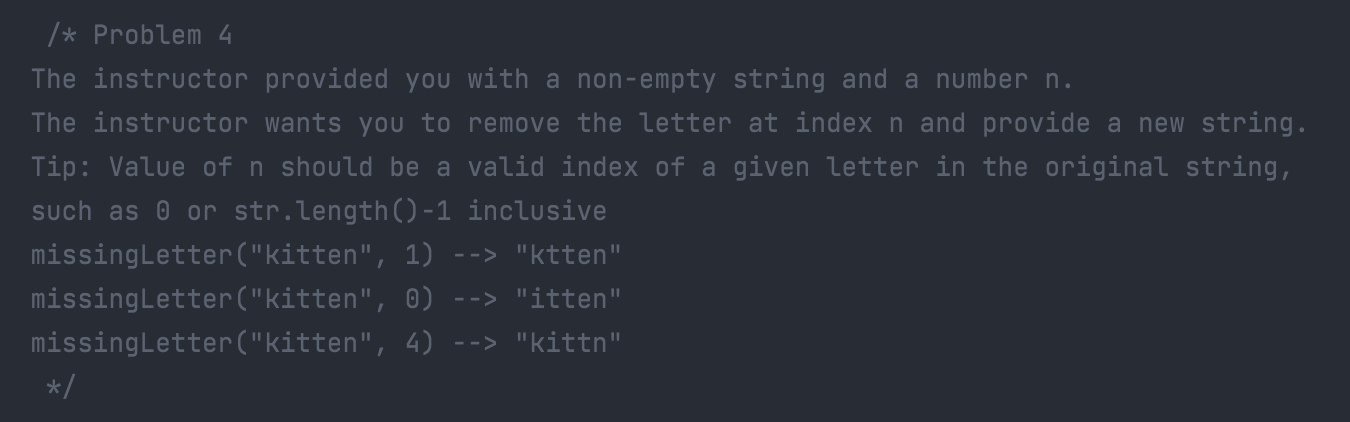 /* Problem 4
The instructor provided you with a non-empty string and a number n.
The instructor wants you to remove the letter at index n and provide a new string.
Tip: Value of n should be a valid index of a given letter in the original string,
such as 0 or str.length()-1 inclusive
missingLetter("kitten", 1) --> "ktten"
missingLetter("kitten", 0) --> "itten"
missingLetter("kitten", 4) --> "kittn"
*/